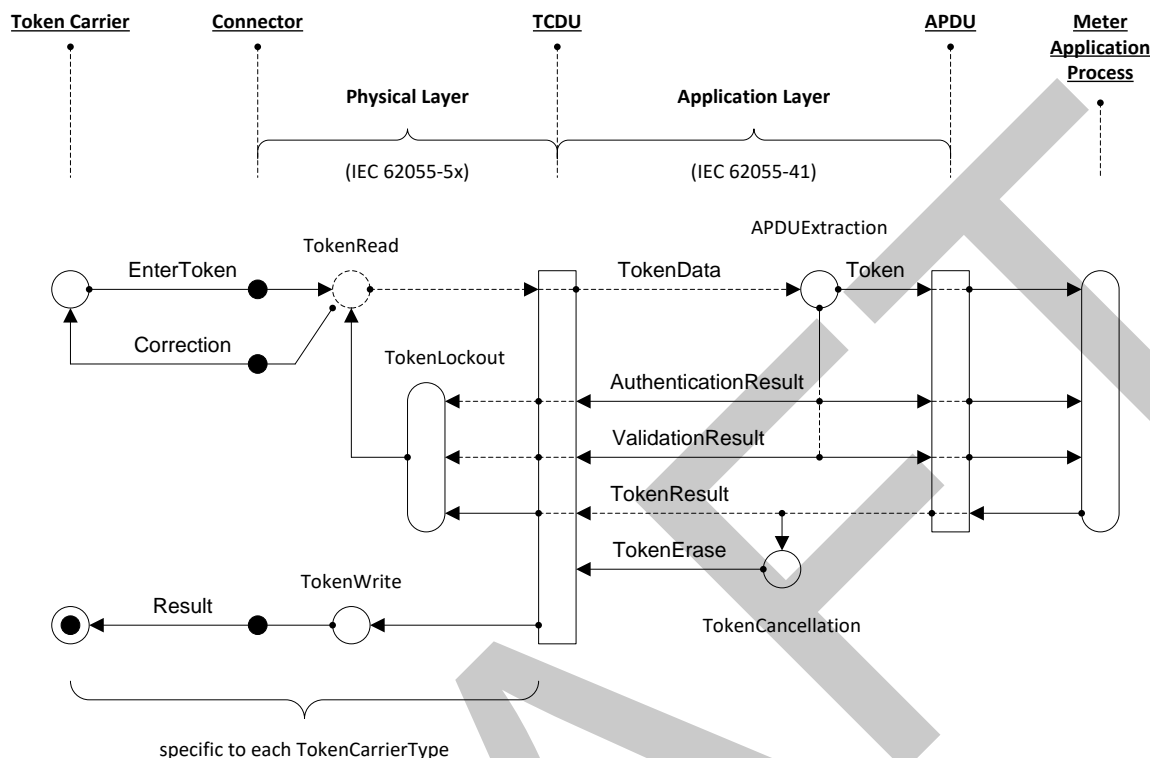 Token Carrier
Connector
TCDU
APDU
Meter
Application
Process
Physical Layer
Application Layer
(IEC 62055-5x)
(IEC 62055-41)
APDUExtraction
TokenRead
EnterToken
TokenData
Token
Correction
TokenLockout
AuthenticationResult
ValidationResult
TokenResult
TokenErase
TokenWrite
Result
TokenCancellation
specific to each TokenCarrierType